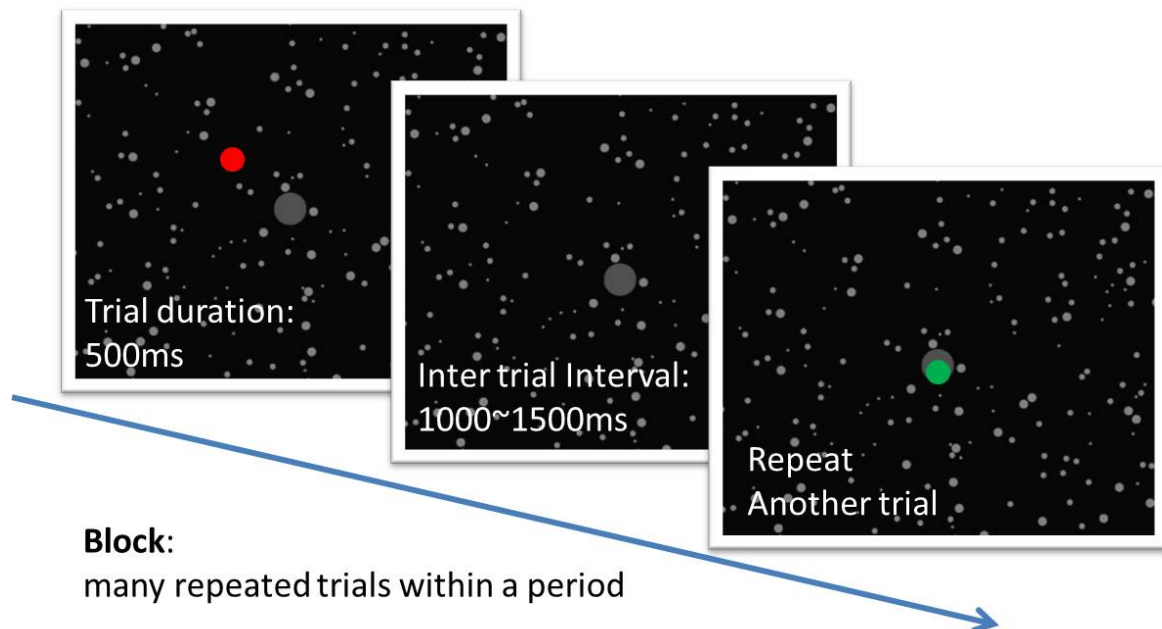 Trial duration:
500ms
Inter trial Interval:
1000~1500ms
Repeat
Another trial
Block:
many repeated trials within a period